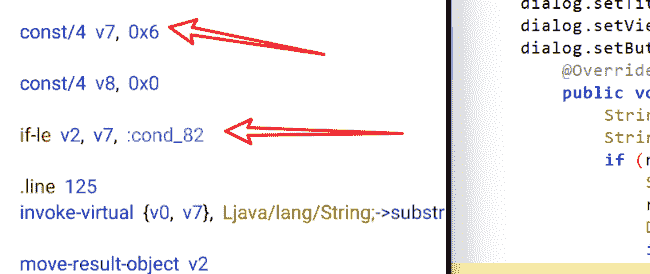 const/4 v7, 0x6
const/4 v8, 0x0
if-le v2, v7, :cond_82
.line 125
invoke-virtual {v0, v7}, Ljava/lang/String;->substr
move-result-object v2
dialog.setTit
dialog.setVie
dialog.setBut
@Override
public vo
Strin
Strin
if (